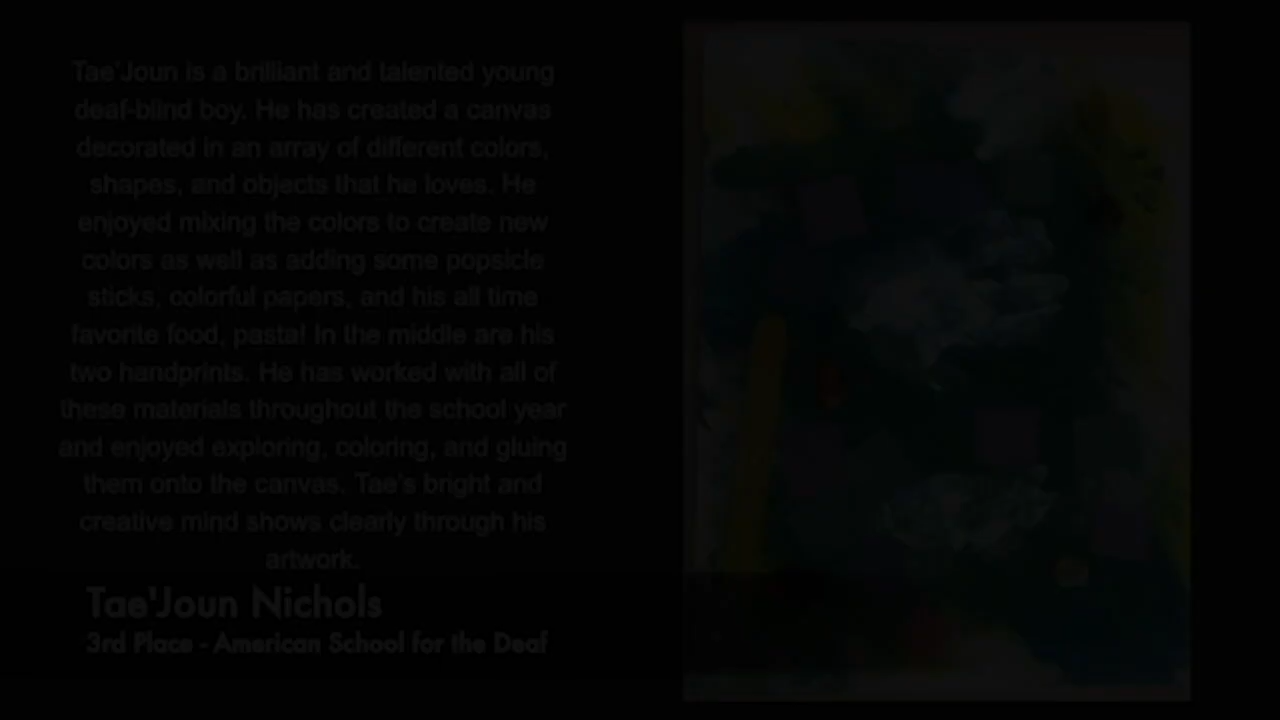 Tae'Joun is a brilliant and talented young
deaf-blind boy. He has created a canvas
decorated in an array of different colors,
shapes, and objects that he loves. He
enjoyed mixing the colors to create new
colors as well as adding some popsicle
sticks, colorful papers, and his all time
favorite food, pasta! In the middle are his
two handprints. He has worked with all of
these materials throughout the school year
and enjoyed exploring, coloring, and gluing
them onto the canvas. Tae's bright and
creative mind shows clearly through his
artwork.
Tae'Joun Nichols
3rd Place - American School for the Deaf